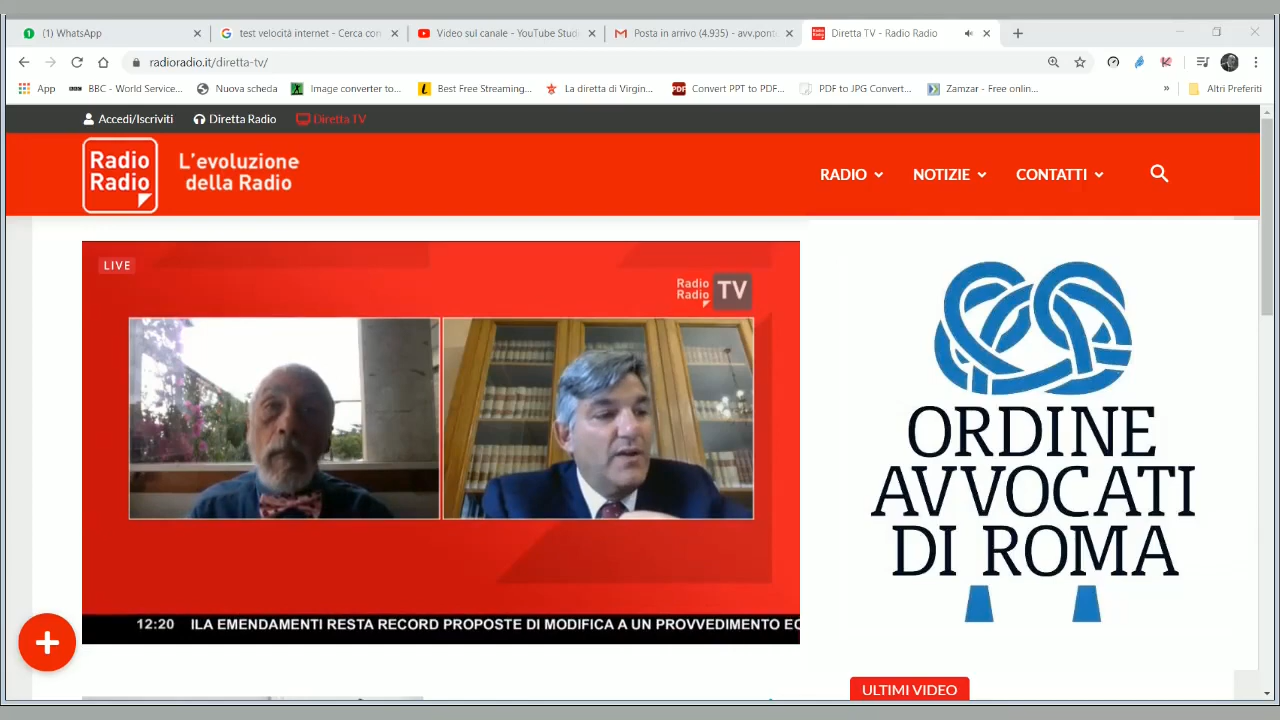 (1) WhatsApp
test velocità internet - Cerca con
Video sul canale - YouTube Stud
Posta in arrivo (4.935) - avv.pont
Diretta TV - Radio Radio
radioradio.it/diretta-tv/
App
BBC - World Service...
Nuova scheda
Image converter to...
Best Free Streaming...
La diretta di Virgin...
Convert PPT to PDF...
PDF to JPG Convert...
Zamzar - Free onlin...
»
Altri Preferiti
Accedi/Iscriviti
Diretta Radio
Diretta TV
Radio
Radio
L'evoluzione
della Radio
RADIO
NOTIZIE
CONTATTI
LIVE
Radio
Radio
TV
ORDINE
AVVOCATI
DI ROMA
12:20
ILA EMENDAMENTI RESTA RECORD PROPOSTE DI MODIFICA A UN PROVVEDIMENTO EC
ULTIMI VIDEO